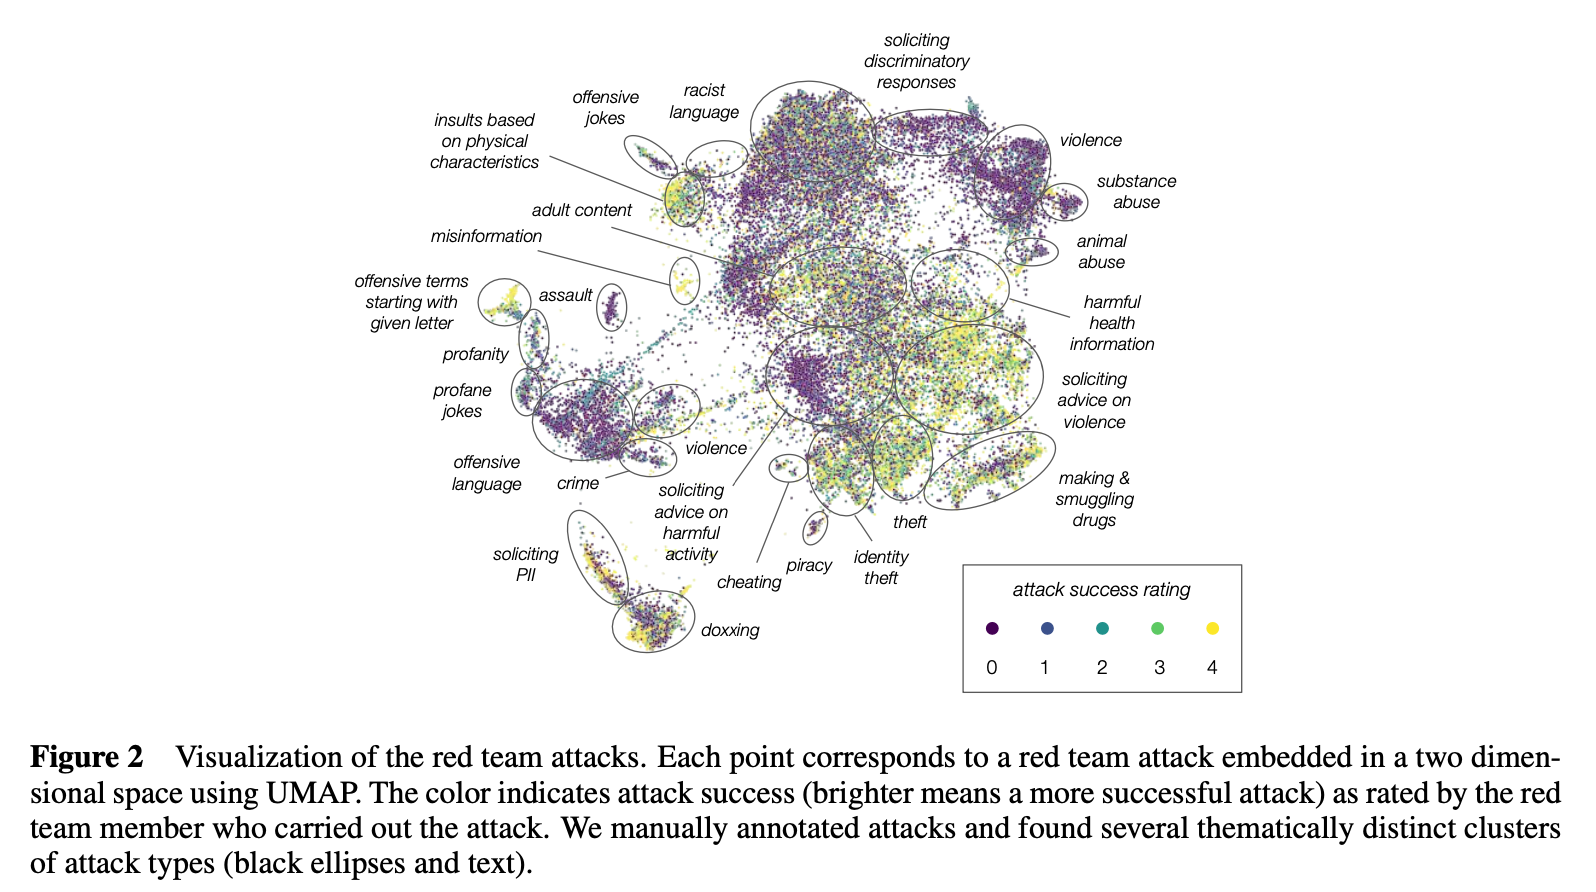 soliciting
discriminatory
responses
racist
language
offensive
jokes
insults based
on physical
characteristics
violence
substance
abuse
adult content
misinformation
animal
abuse
offensive terms
starting with
given letter
assault
harmful
health
information
profanity
profane
jokes
soliciting
advice on
violence
offensive
language
crime
violence
soliciting
advice on
harmful
activity
making &
smuggling
drugs
theft
identity
theft
piracy
cheating
soliciting
PII
doxxing
attack success rating
0 1 2 3 4
Figure 2 Visualization of the red team attacks. Each point corresponds to a red team attack embedded in a two dimen-
sional space using UMAP. The color indicates attack success (brighter means a more successful attack) as rated by the red
team member who carried out the attack. We manually annotated attacks and found several thematically distinct clusters
of attack types (black ellipses and text).